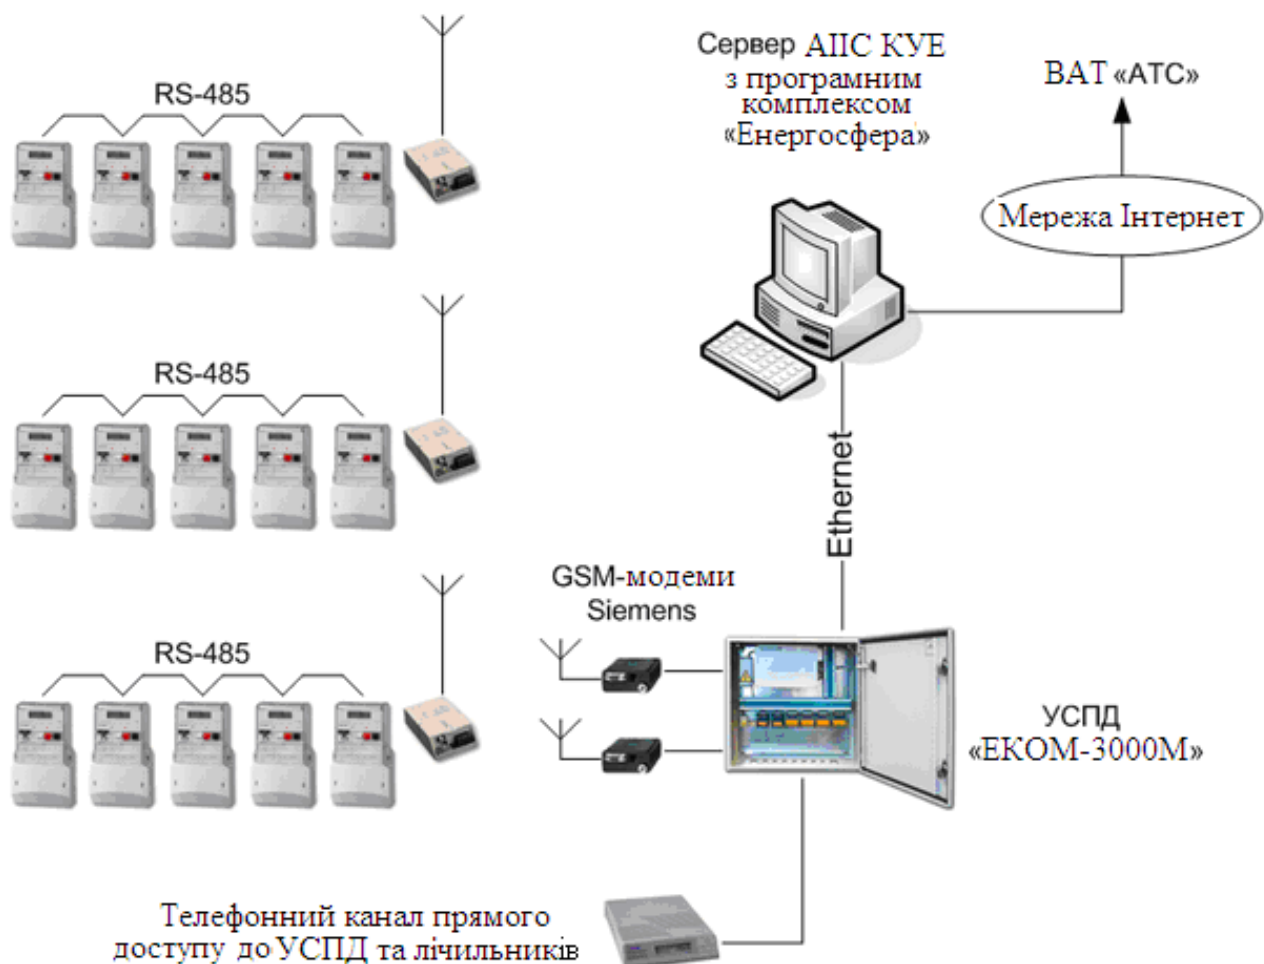 RS-485
Сервер АІІС КУЕ
з програмним
комплексом
«Енергосфера»
ВАТ «АТС»
Мережа Інтернет
RS-485
Ethernet
GSM-модеми
Siemens
RS-485
УСПД
«ЕКОМ-3000М»
Телефонний канал прямого
доступу до УСПД та лічильників